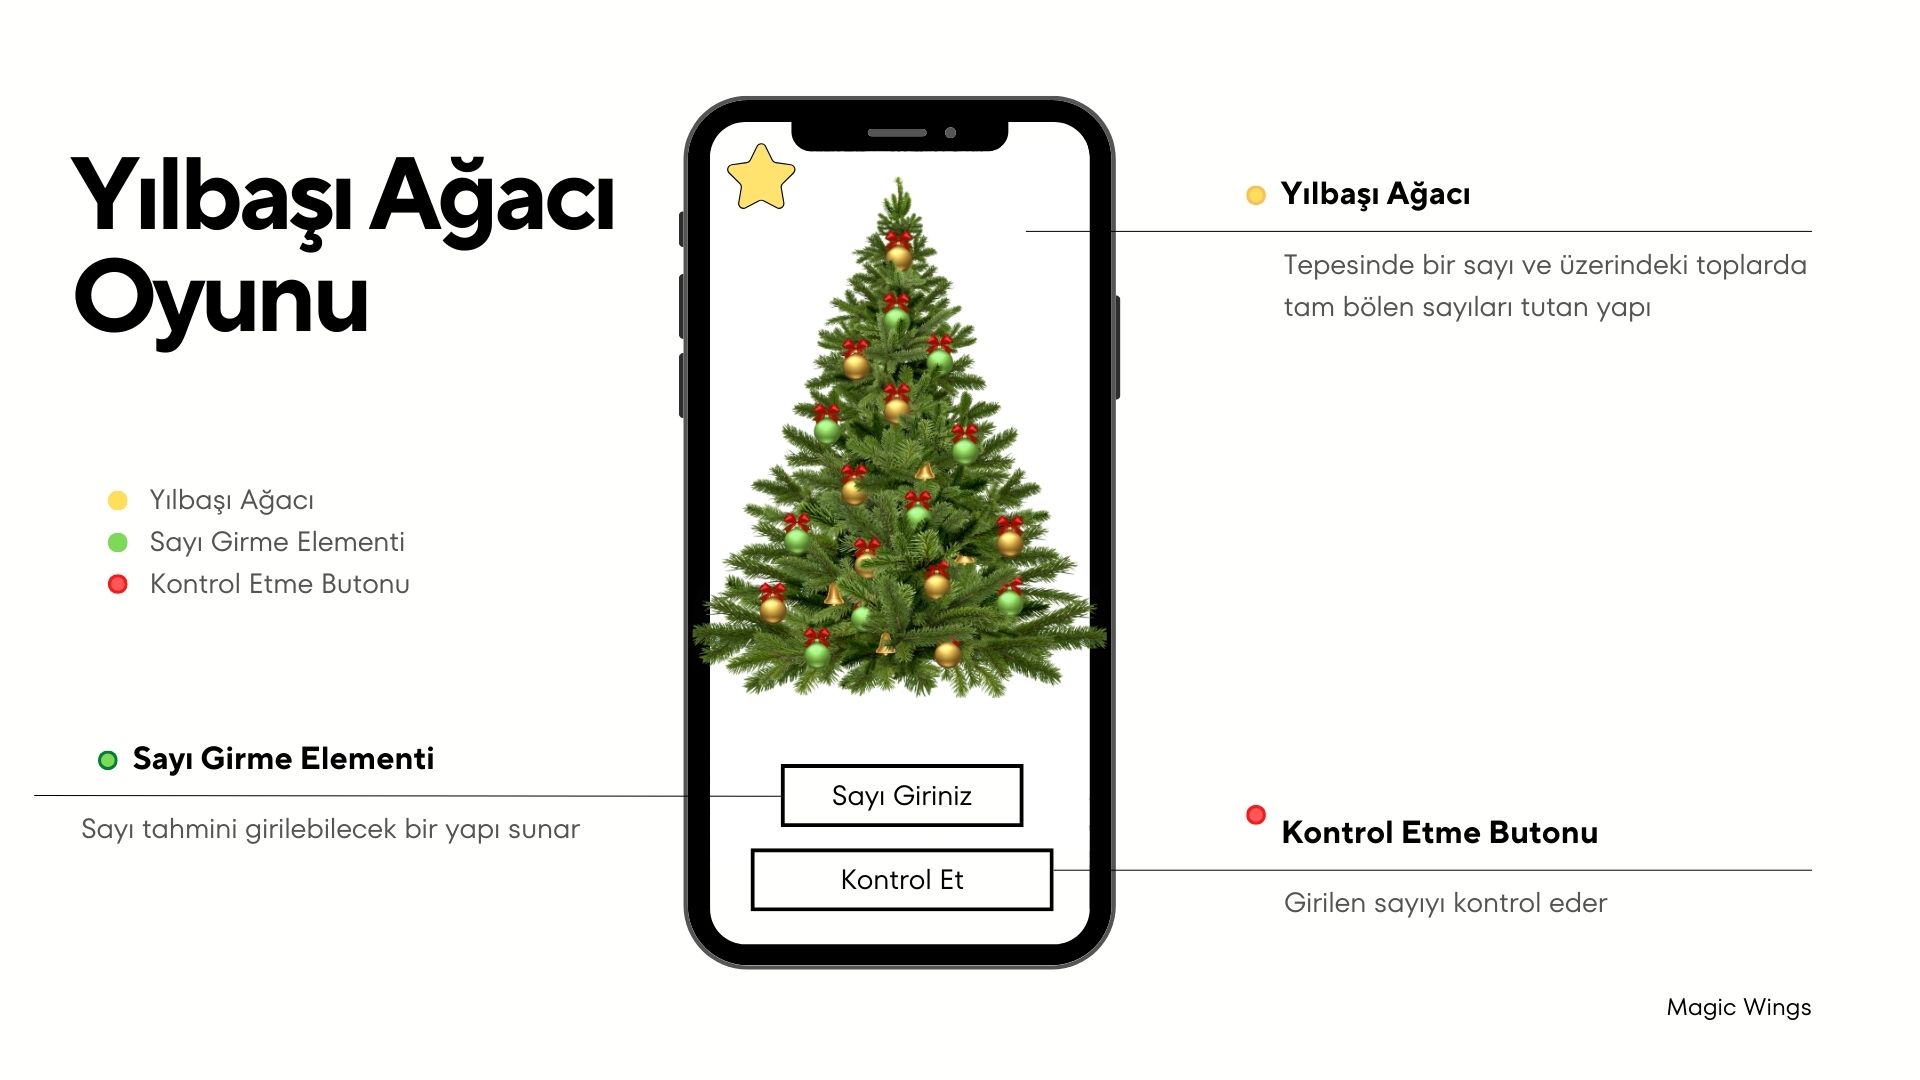 Yılbaşı Ağacı
Oyunu
Yılbaşı Ağacı
Sayı Girme Elementi
Kontrol Etme Butonu
Sayı Girme Elementi
Sayı tahmini girilebilecek bir yapı sunar
Sayı Giriniz
Kontrol Et
Yılbaşı Ağacı
Tepesinde bir sayı ve üzerindeki toplarda
tam bölen sayıları tutan yapı
Kontrol Etme Butonu
Girilen sayıyı kontrol eder
Magic Wings